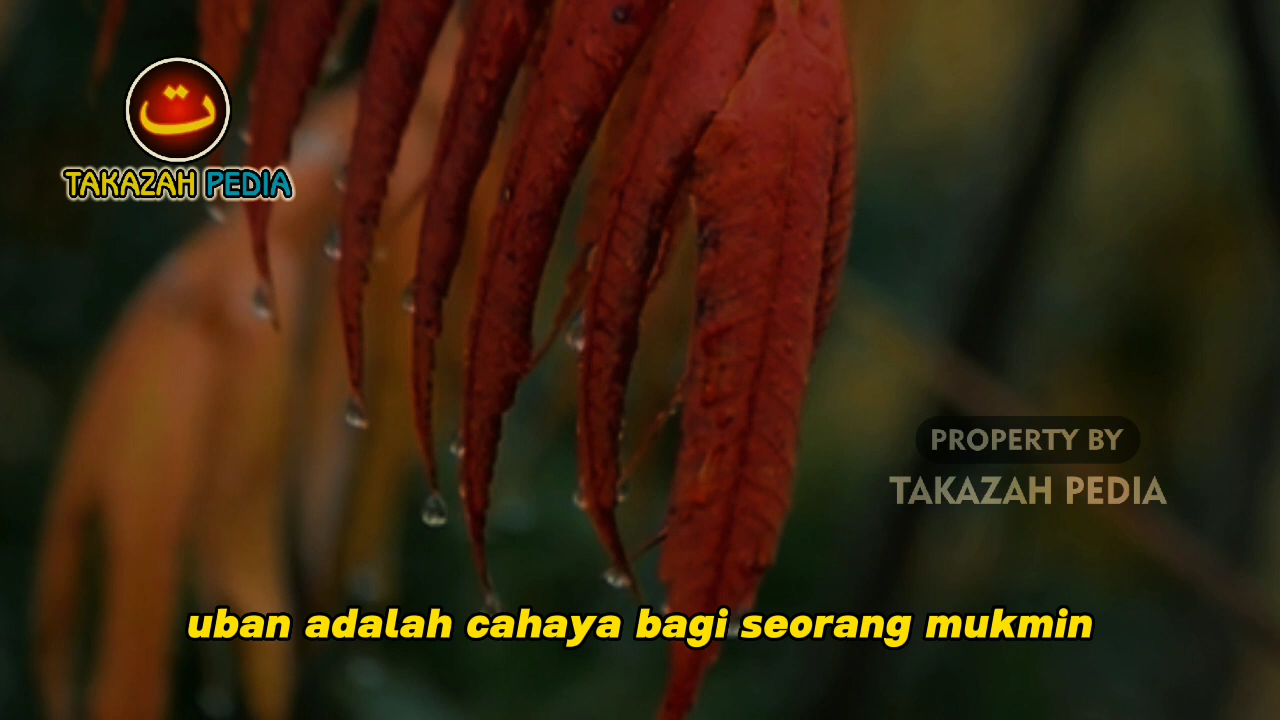 ت
TAKAZAH PEDIA
PROPERTY BY
TAKAZAH PEDIA
uban adalah cahaya bagi seorang mukmin